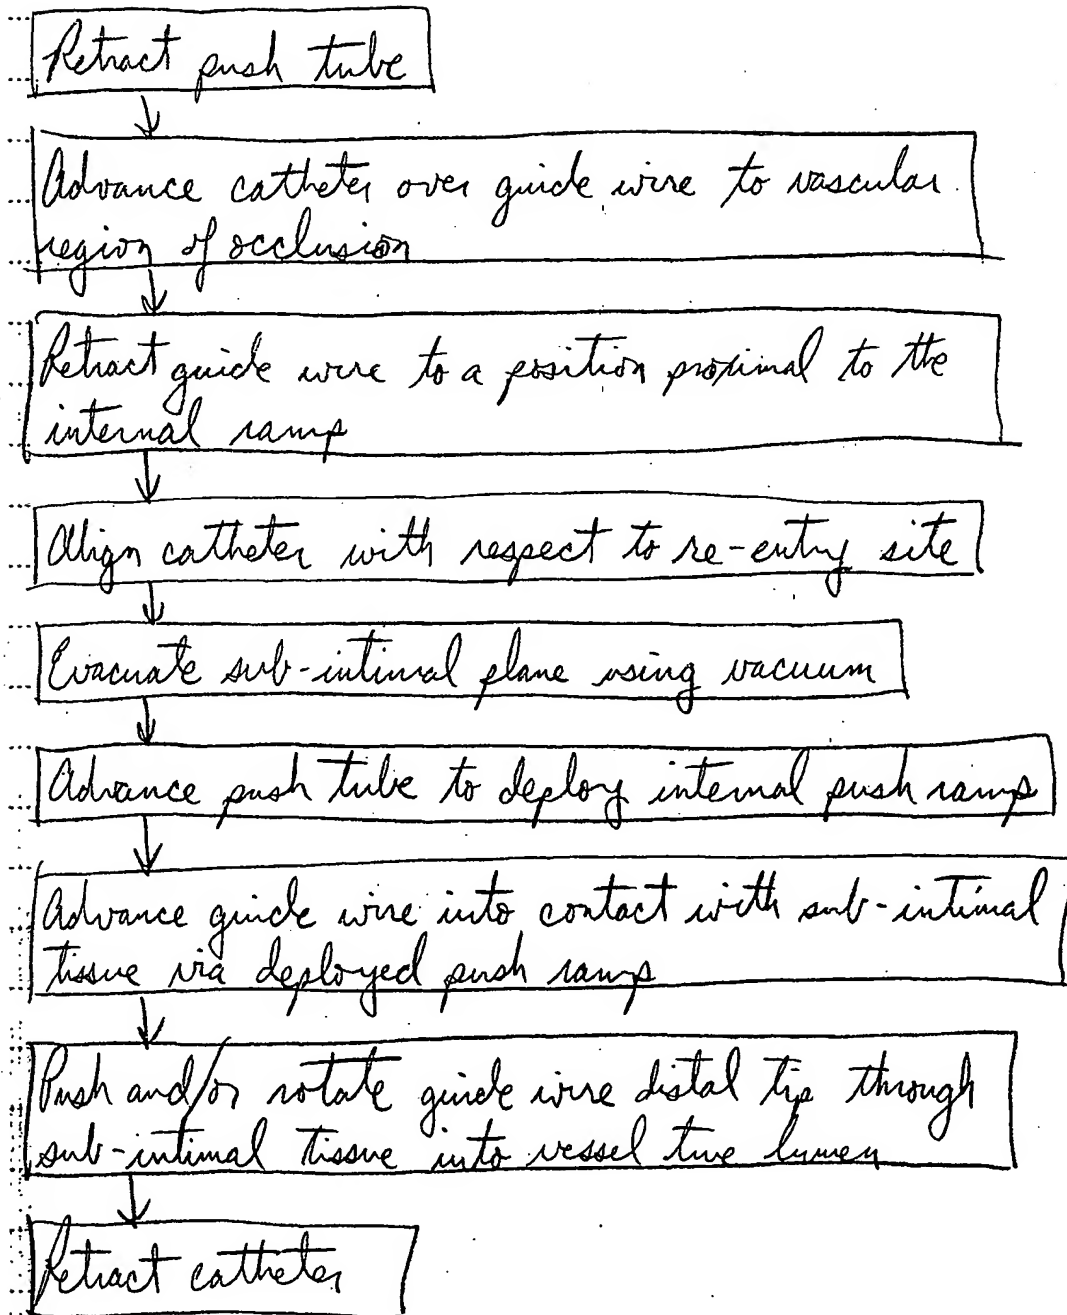 Retract push tube
Advance catheter over guide wire to vascular
region of occlusion
Retract guide wire to a position proximal to the
internal ramp
Align catheter with respect to re-entry site
Evacuate sub-intimal plane using vacuum
Advance push tube to deploy internal push ramp
Advance guide wire into contact with sub-intimal
tissue via deployed push ramp
Push and/or rotate guide wire distal tip through
sub-intimal tissue into vessel true lumen
Retract catheter